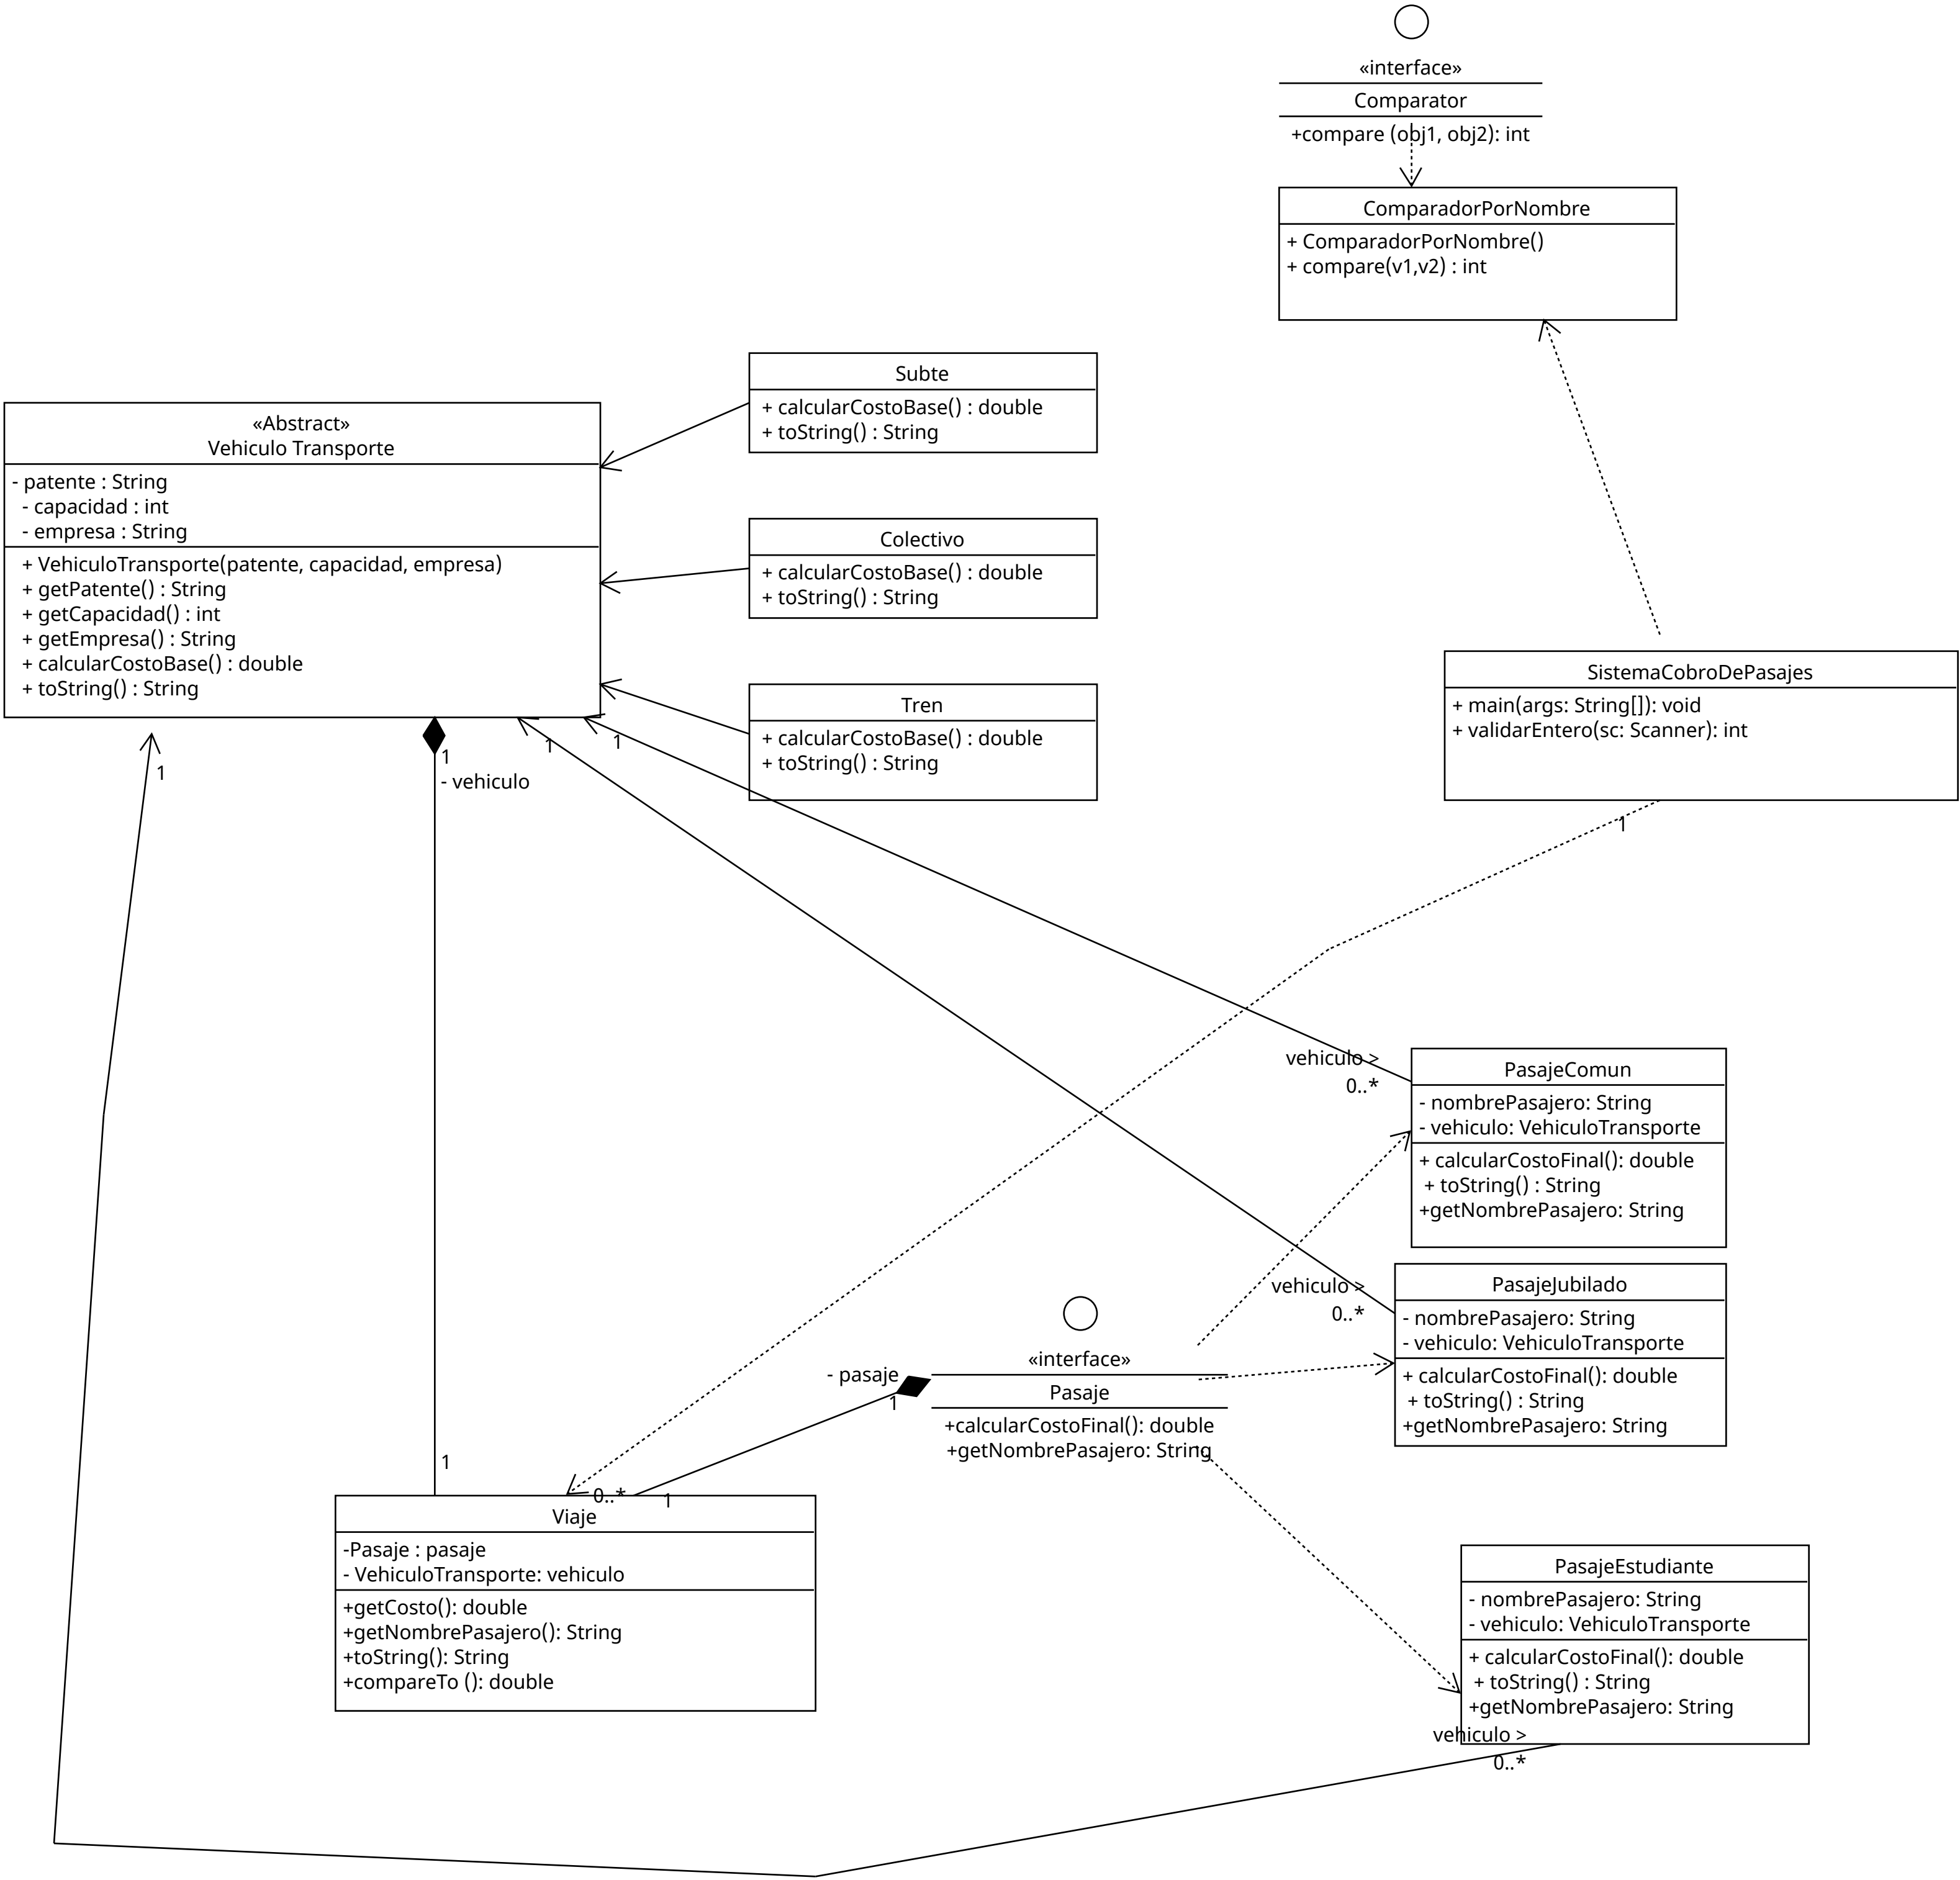 «interface»
Comparator
+compare (obj1, obj2): int
ComparadorPorNombre
+ ComparadorPorNombre()
+ compare(v1,v2) : int
«Abstract»
Vehiculo Transporte
- patente : String
- capacidad : int
- empresa : String
+ VehiculoTransporte(patente, capacidad, empresa)
+ getPatente() : String
+ getCapacidad() : int
+ getEmpresa() : String
+ calcularCostoBase() : double
+ toString() : String
Subte
+ calcularCostoBase() : double
+ toString() : String
Colectivo
+ calcularCostoBase() : double
+ toString() : String
Tren
+ calcularCostoBase() : double
+ toString() : String
SistemaCobroDePasajes
+ main(args: String[]): void
+ validarEntero(sc: Scanner): int
1
1
1
1
- vehiculo
1
vehiculo >
0..*
PasajeComun
- nombrePasajero: String
- vehiculo: VehiculoTransporte
+ calcularCostoFinal(): double
+ toString() : String
+getNombrePasajero: String
vehiculo >
0..*
PasajeJubilado
- nombrePasajero: String
- vehiculo: VehiculoTransporte
+ calcularCostoFinal(): double
+ toString() : String
+getNombrePasajero: String
«interface»
Pasaje
+calcularCostoFinal(): double
+getNombrePasajero: String
- pasaje
1
1
0..*
1
Viaje
-Pasaje : pasaje
- VehiculoTransporte: vehiculo
+getCosto(): double
+getNombrePasajero(): String
+toString(): String
+compareTo (): double
PasajeEstudiante
- nombrePasajero: String
- vehiculo: VehiculoTransporte
+ calcularCostoFinal(): double
+ toString() : String
+getNombrePasajero: String
vehiculo >
0..*